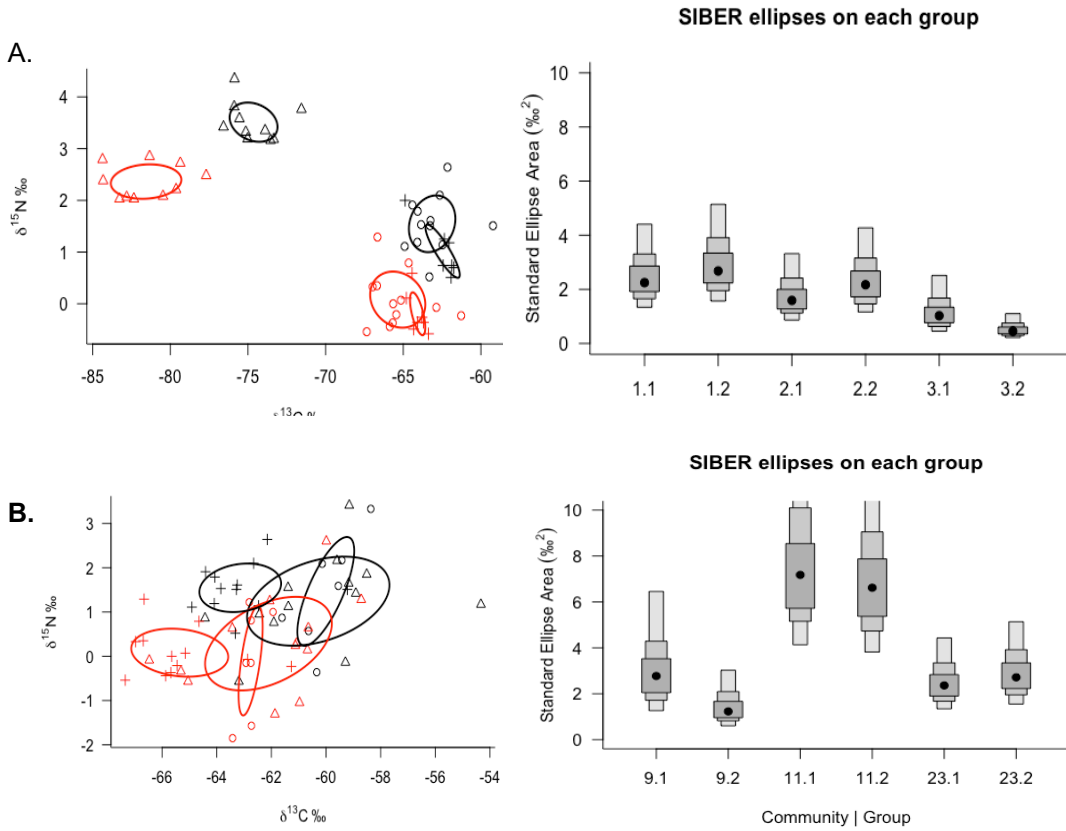 A.
4
3
2
1
0
δ15N ‰
-85 -80 -75 -70 -65 -60
δ13C ‰
SIBER ellipses on each group
10
8
6
4
2
0
Standard Ellipse Area (‰2)
1.1 1.2 2.1 2.2 3.1 3.2
B.
3
2
1
0
-1
-2
δ15N ‰
-66 -64 -62 -60 -58 -56 -54
δ13C ‰
SIBER ellipses on each group
10
8
6
4
2
0
Standard Ellipse Area (‰2)
9.1 9.2 11.1 11.2 23.1 23.2
Community | Group